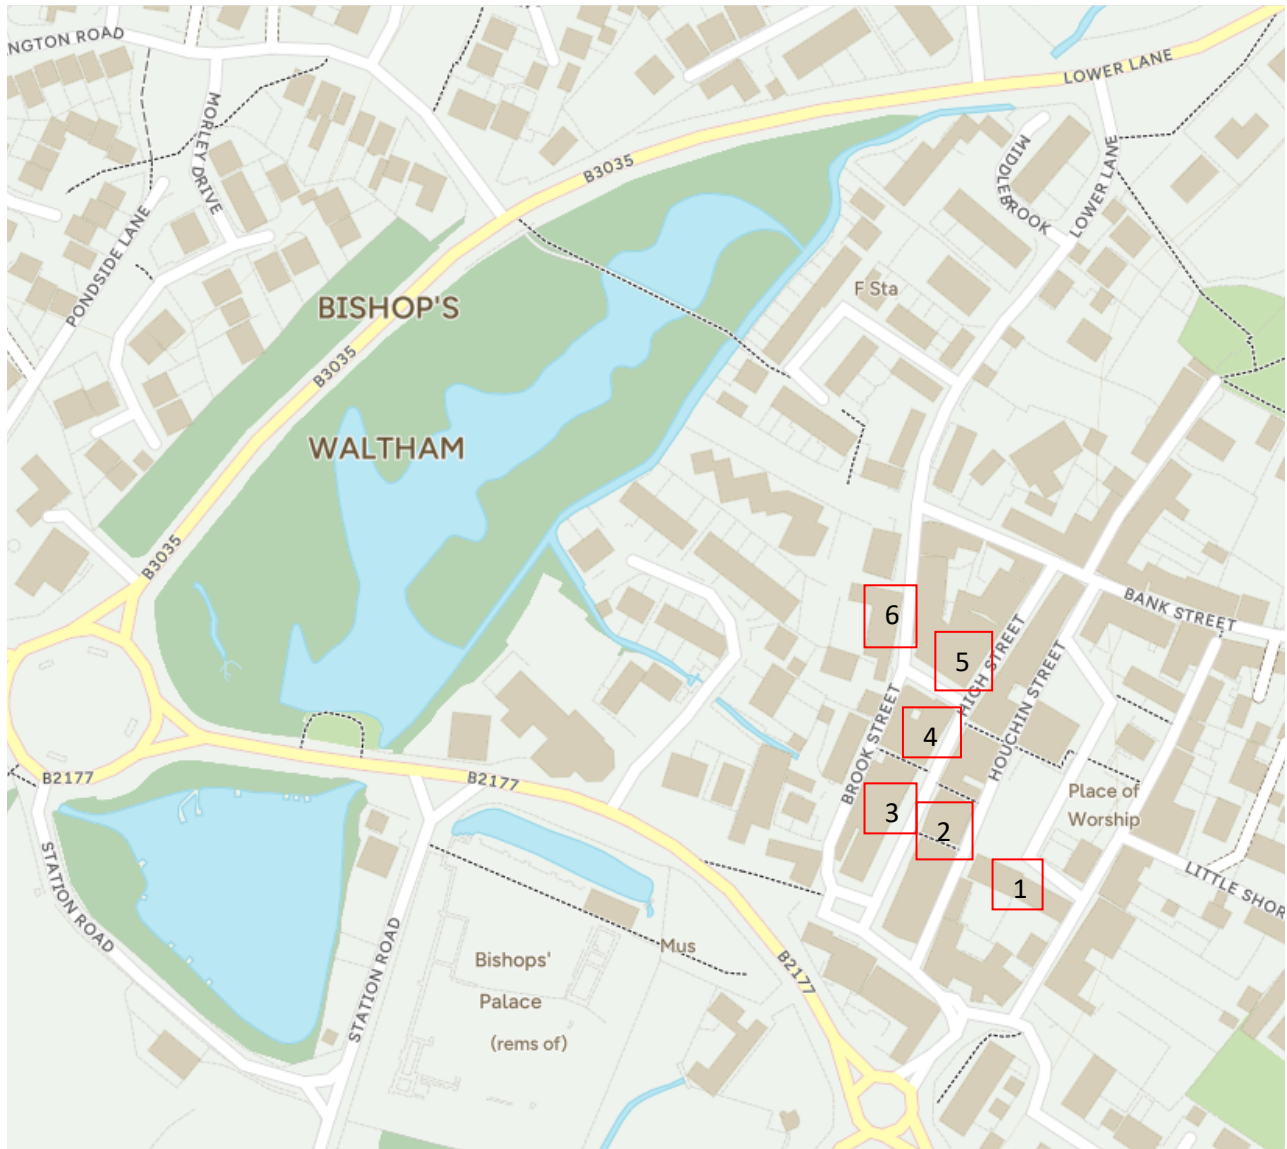 NGTON ROAD
LOWER LANE
MORLEY DRIVE
B3035
MIDDLEBROOK
LOWER LANE
PONDSIDE LANE
F Sta
BISHOP'S
B3035
WALTHAM
B3035
BANK STREET
6
5
HIGH STREET
4
HOUCHIN STREET
BROOK STREET
B2177
B2177
Place of
Worship
3
2
1
LITTLE SHOR
STATION ROAD
STATION ROAD
Mus
Bishops'
Palace
(rems of)
B2177